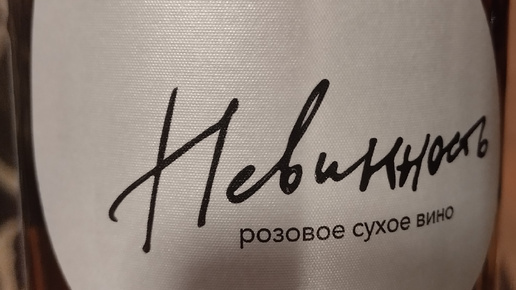 Невинность
розовое сухое вино